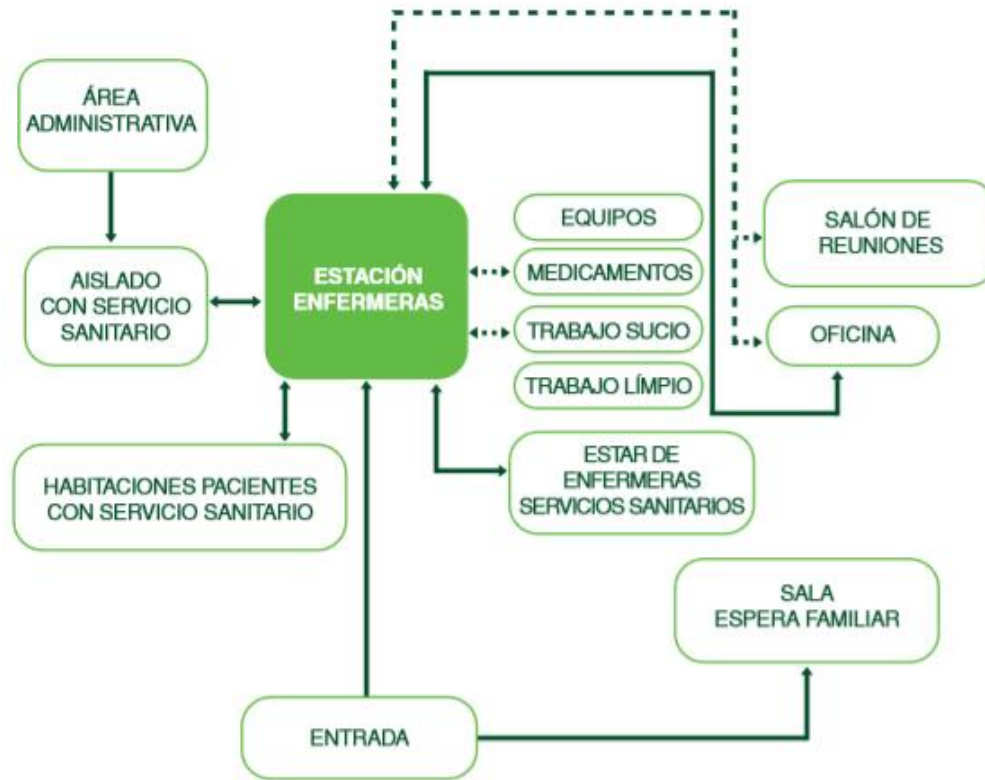 ÁREA
ADMINISTRATIVA
AISLADO
CON SERVICIO
SANITARIO
ESTACIÓN
ENFERMERAS
EQUIPOS
MEDICAMENTOS
TRABAJO SUCIO
TRABAJO LÍMPIO
SALÓN DE
REUNIONES
OFICINA
HABITACIONES PACIENTES
CON SERVICIO SANITARIO
ESTAR DE
ENFERMERAS
SERVICIOS SANITARIOS
SALA
ESPERA FAMILIAR
ENTRADA